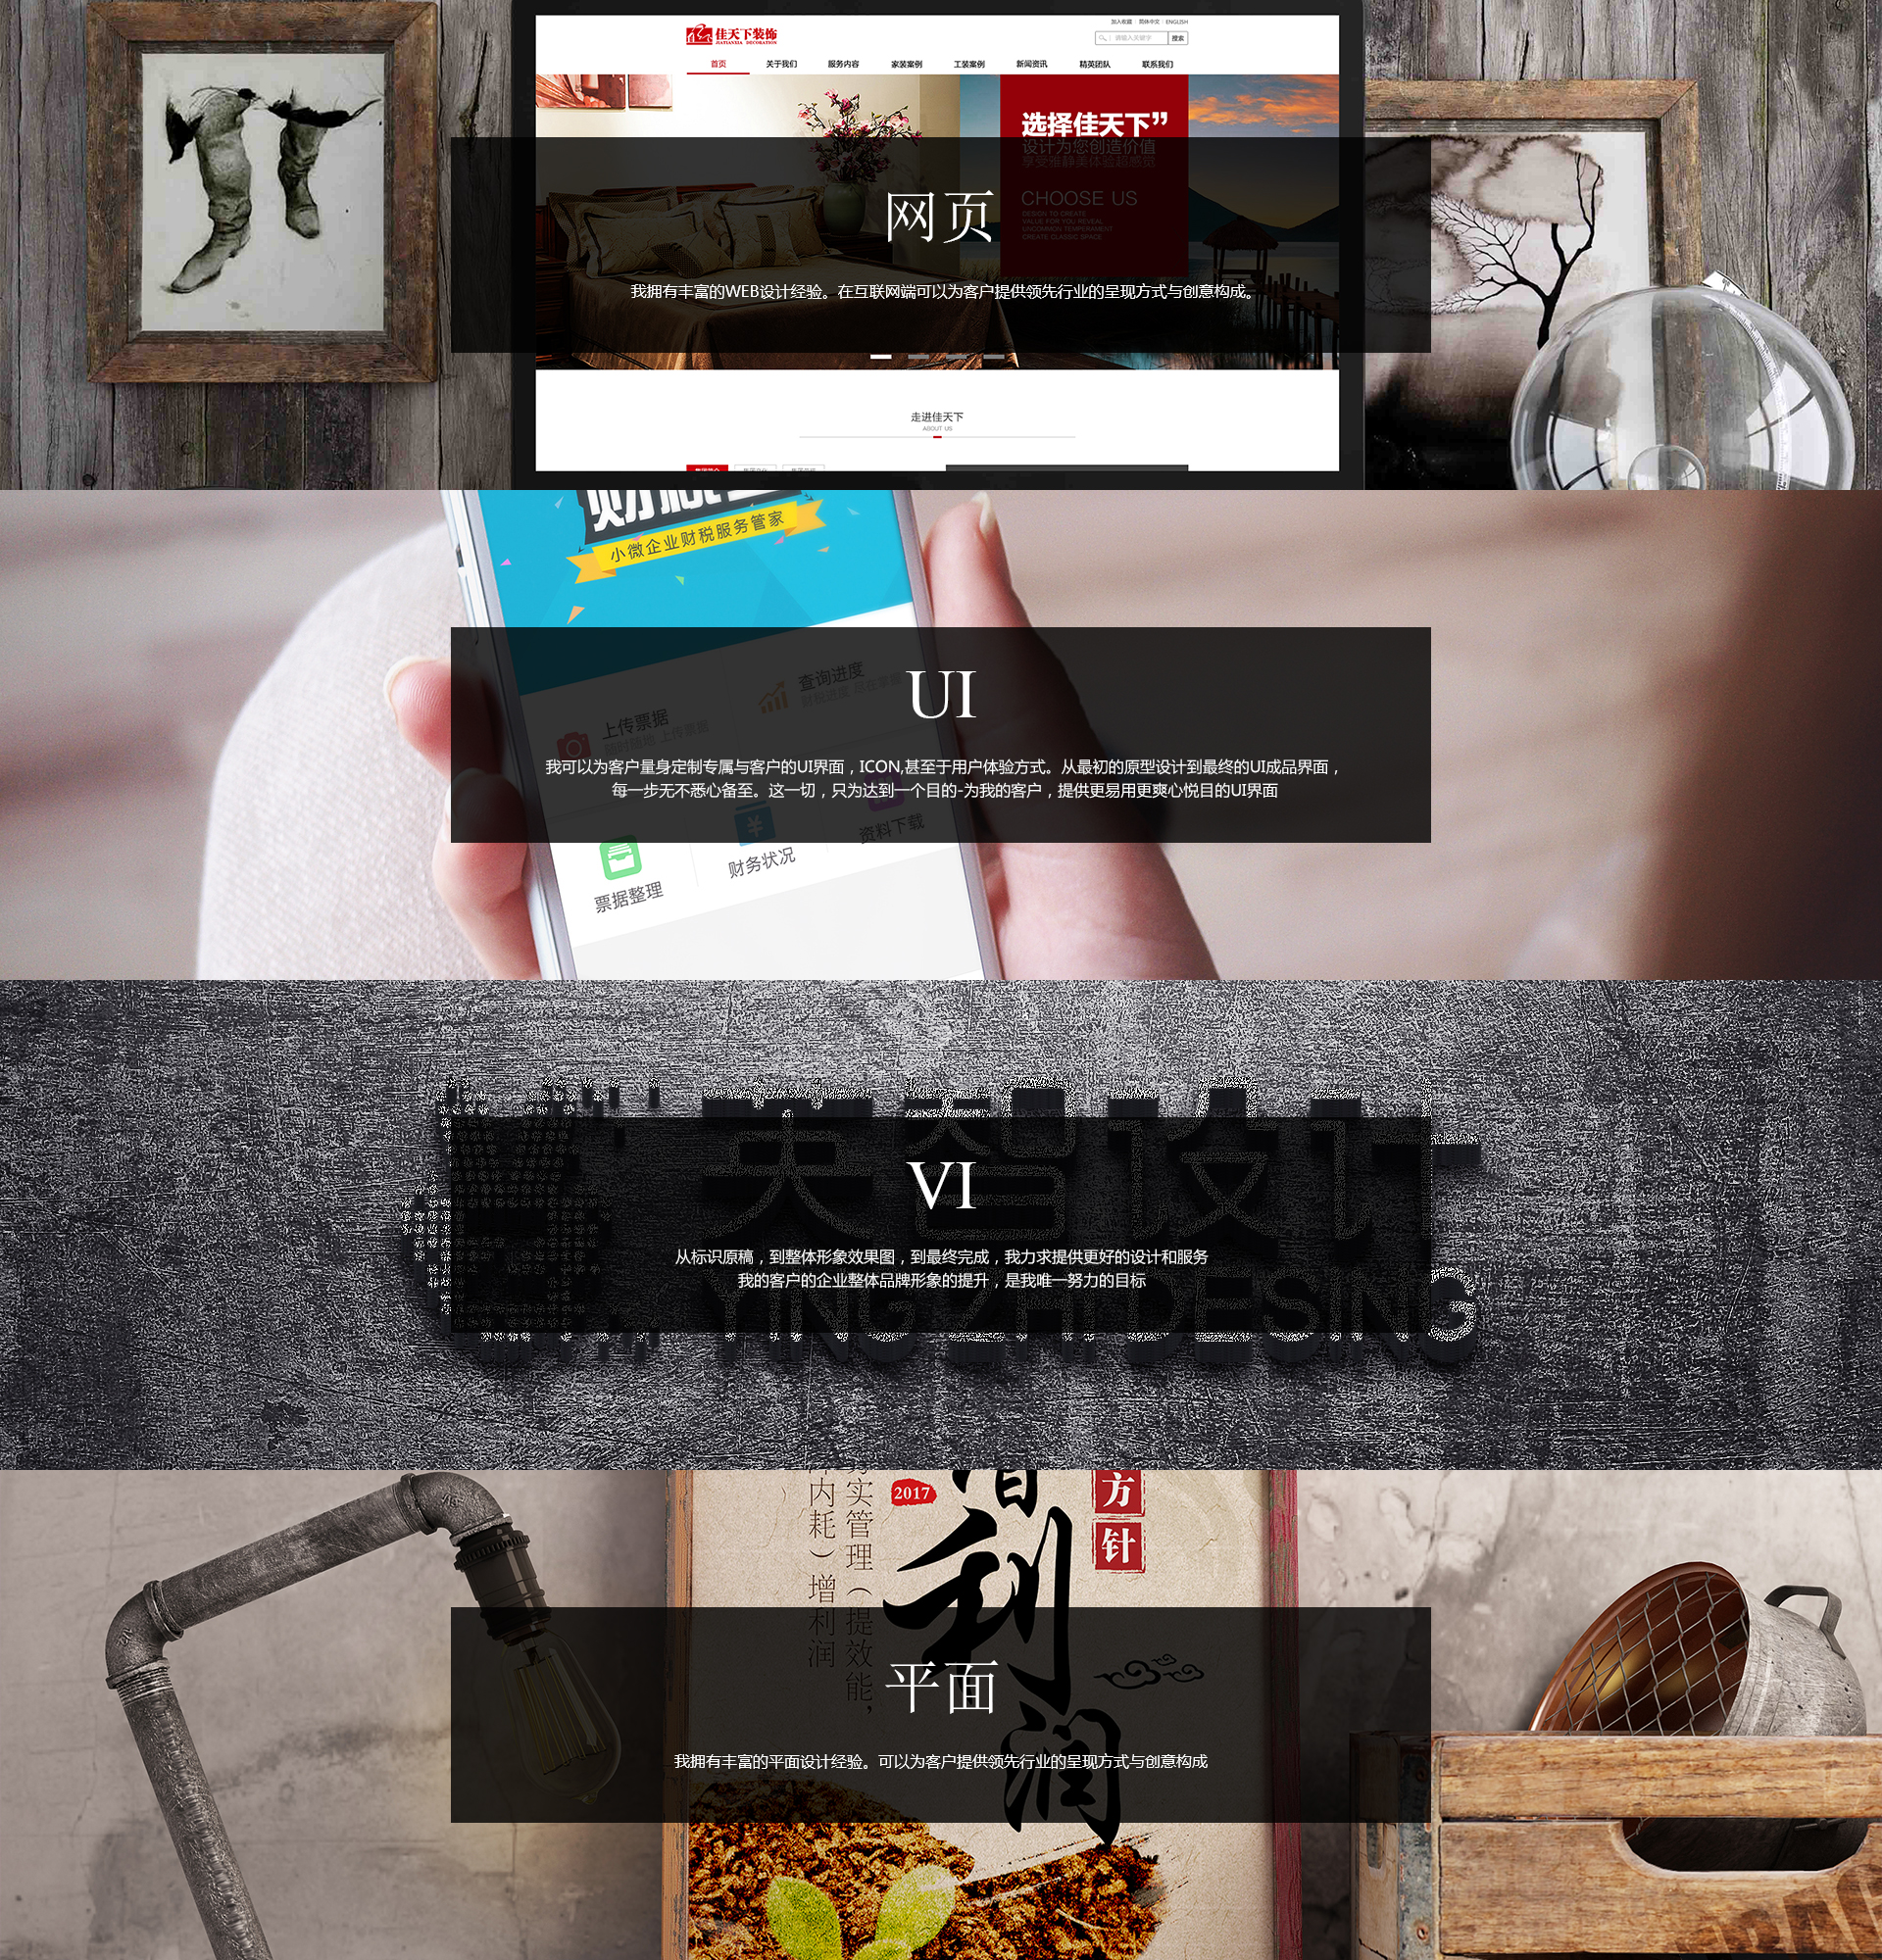 佳天下装饰
JIATIANXIA DECORATION
加入收藏 | 简体中文 | ENGLISH
请输入关键字 搜索
首页 关于我们 服务内容 家装案例 工装案例 新闻资讯 精英团队 联系我们
选择佳天下”
设计为您创造价值
享受雅静美体验超感觉
CHOOSE US
DESIGN TO CREATE
VALUE FOR YOU REVEAL
UNCOMMON TEMPERAMENT
CREATE CLASSIC SPACE
网页
我拥有丰富的WEB设计经验。在互联网端可以为客户提供领先行业的呈现方式与创意构成。
走进佳天下
ABOUT US
小微企业财税服务管家
查询进度
上传票据
随时随地 上传票据
UI
我可以为客户量身定制专属与客户的UI界面，ICON,甚至于用户体验方式。从最初的原型设计到最终的UI成品界面，
每一步无不悉心备至。这一切，只为达到一个目的-为我的客户，提供更易用更爽心悦目的UI界面
资料下载
财务状况
票据整理
英智设计
VI
从标识原稿，到整体形象效果图，到最终完成，我力求提供更好的设计和服务
我的客户的企业整体品牌形象的提升，是我唯一努力的目标
YING ZHI DESING
2017
方针
利润
实管理（提效能，
内耗）增利润
平面
我拥有丰富的平面设计经验。可以为客户提供领先行业的呈现方式与创意构成